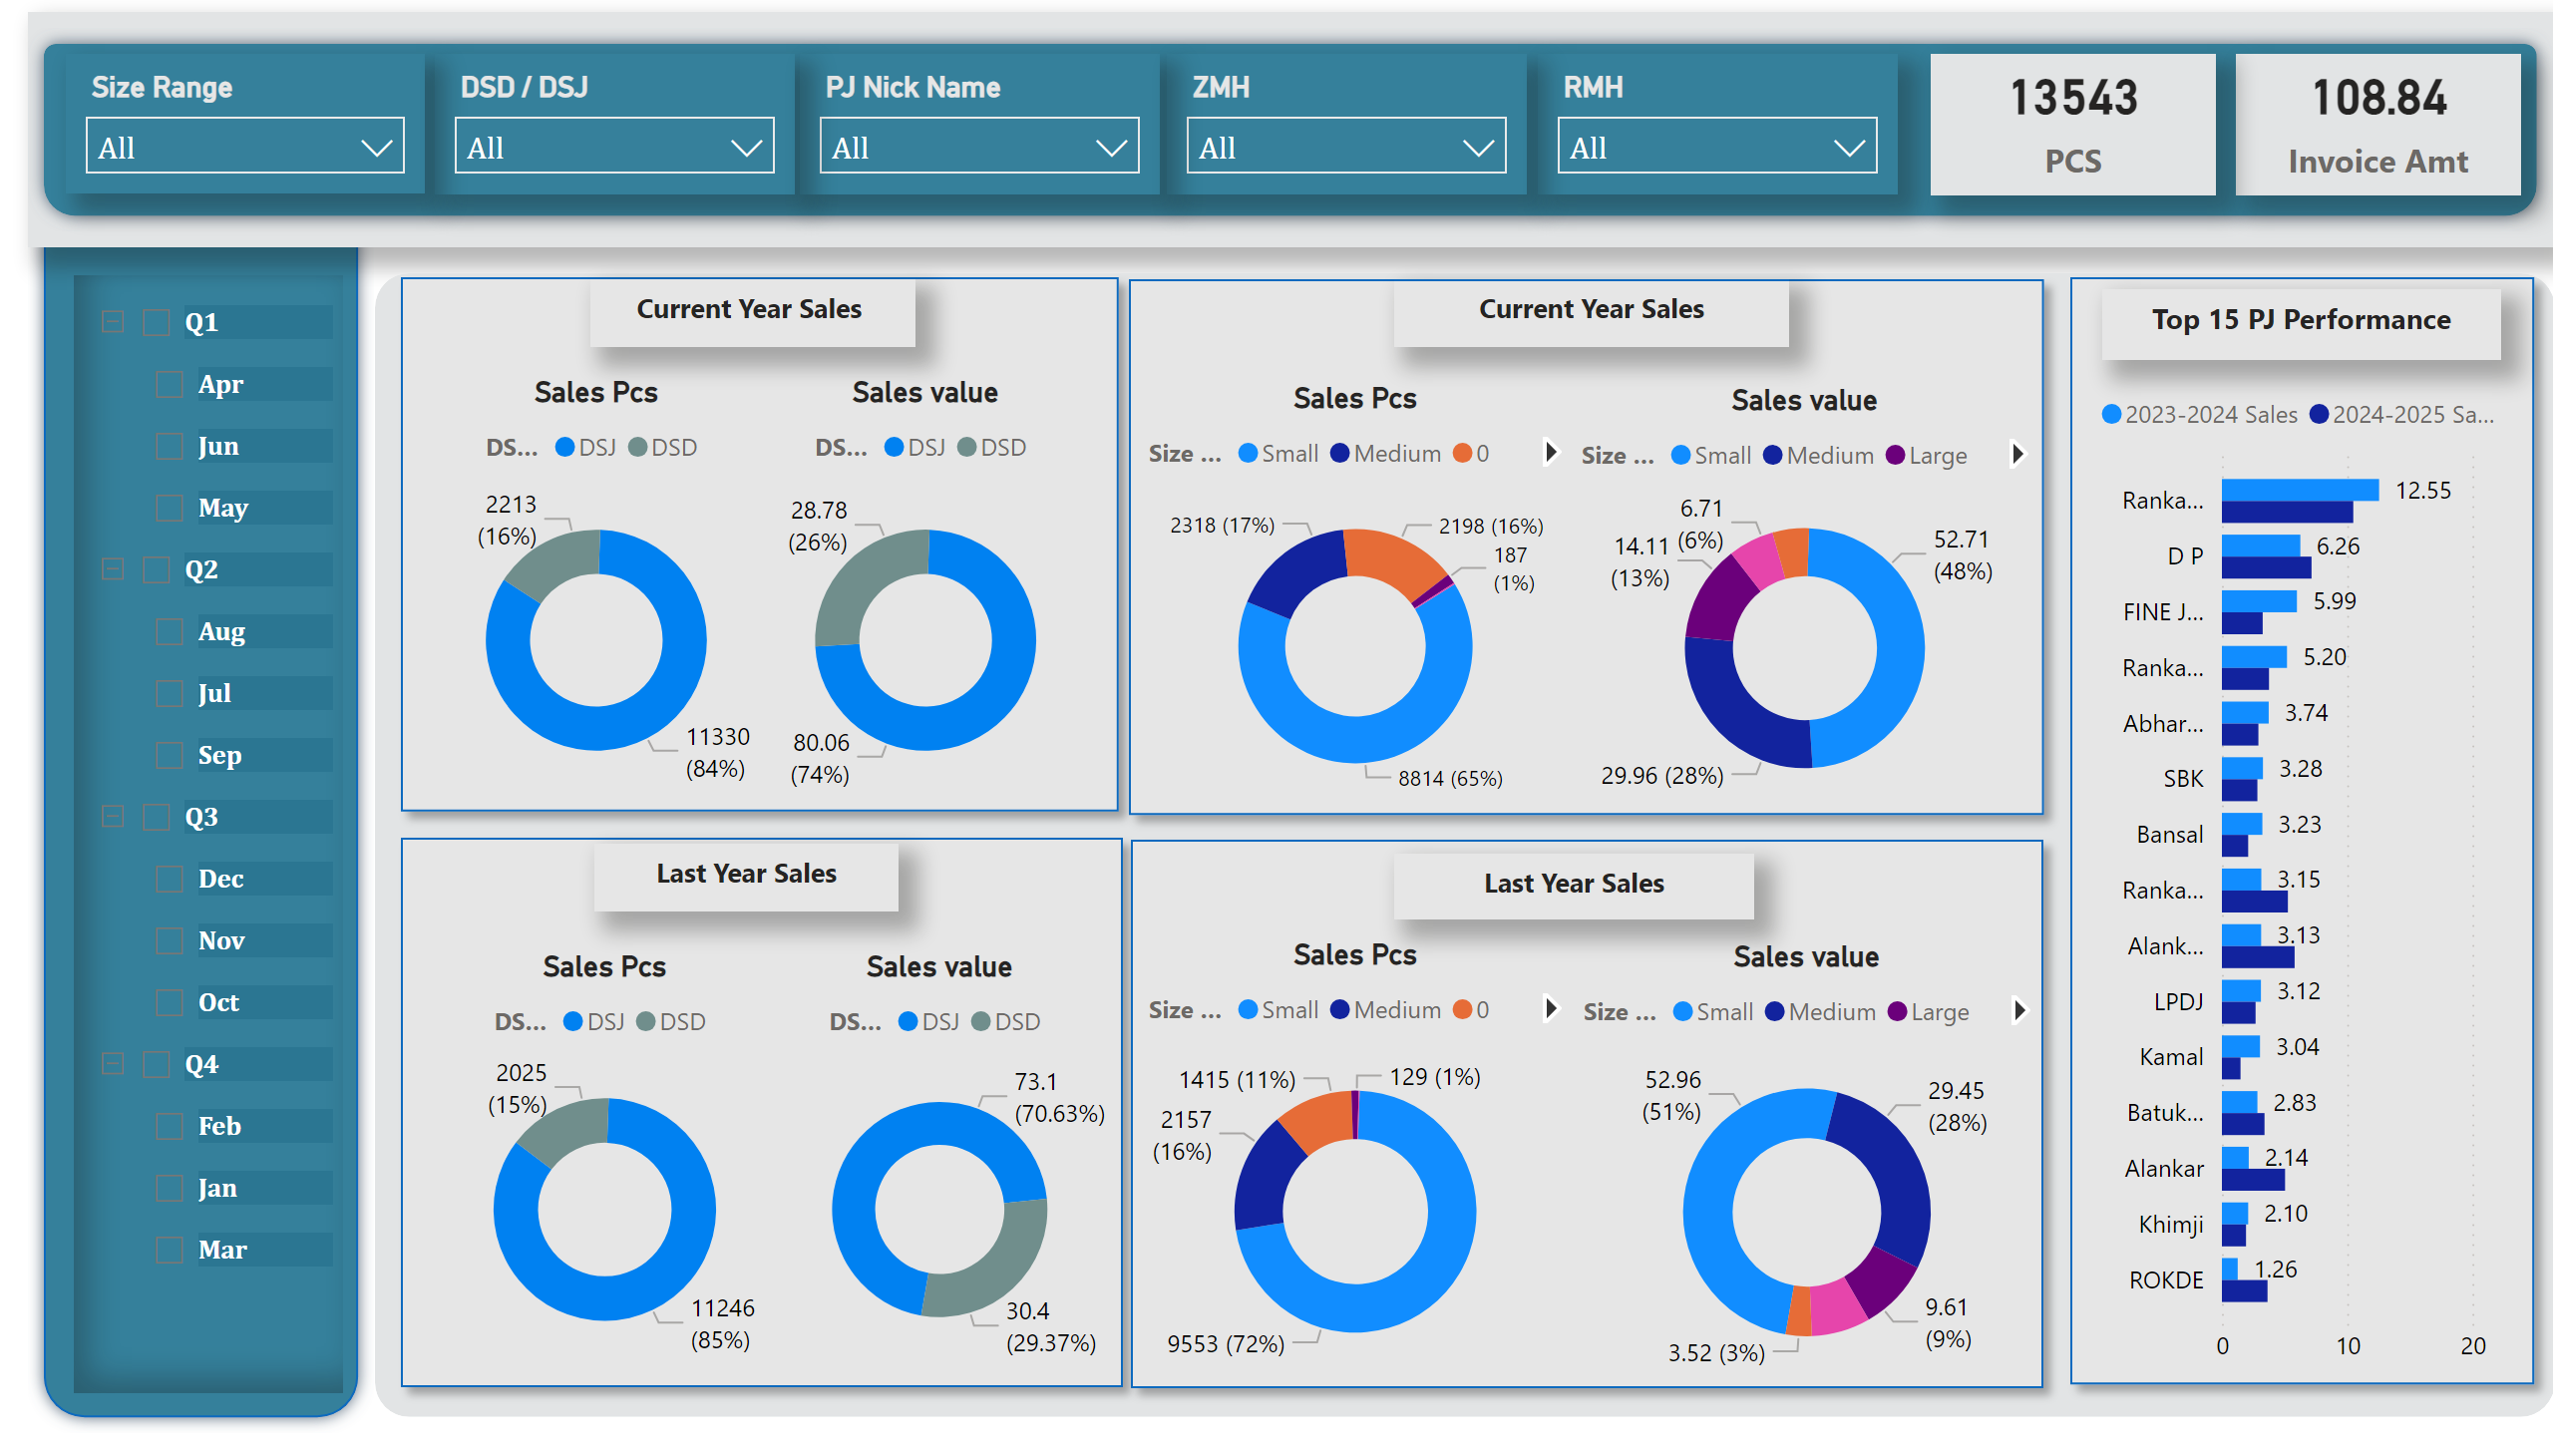 Size Range
All
DSD / DSJ
All
PJ Nick Name
All
ZMH
All
RMH
All
13543
PCS
108.84
Invoice Amt
Q1
Apr
Jun
May
Q2
Aug
Jul
Sep
Q3
Dec
Nov
Oct
Q4
Feb
Jan
Mar
Current Year Sales
Sales Pcs
DS... DSJ DSD
2213
(16%)
11330
(84%)
Sales value
DS... DSJ DSD
28.78
(26%)
80.06
(74%)
Current Year Sales
Sales Pcs
Size ... Small Medium 0
2318 (17%)
2198 (16%)
187
(1%)
8814 (65%)
Sales value
Size ... Small Medium Large
6.71
(6%)
14.11
(13%)
52.71
(48%)
29.96 (28%)
Last Year Sales
Sales Pcs
DS... DSJ DSD
2025
(15%)
11246
(85%)
Sales value
DS... DSJ DSD
73.1
(70.63%)
30.4
(29.37%)
Last Year Sales
Sales Pcs
Size ... Small Medium 0
1415 (11%)
129 (1%)
2157
(16%)
9553 (72%)
Sales value
Size ... Small Medium Large
52.96
(51%)
29.45
(28%)
9.61
(9%)
3.52 (3%)
Top 15 PJ Performance
2023-2024 Sales 2024-2025 Sa...
Ranka... 12.55
D P 6.26
FINE J... 5.99
Ranka... 5.20
Abhar... 3.74
SBK 3.28
Bansal 3.23
Ranka... 3.15
Alank... 3.13
LPDJ 3.12
Kamal 3.04
Batuk... 2.83
Alankar 2.14
Khimji 2.10
ROKDE 1.26
0 10 20